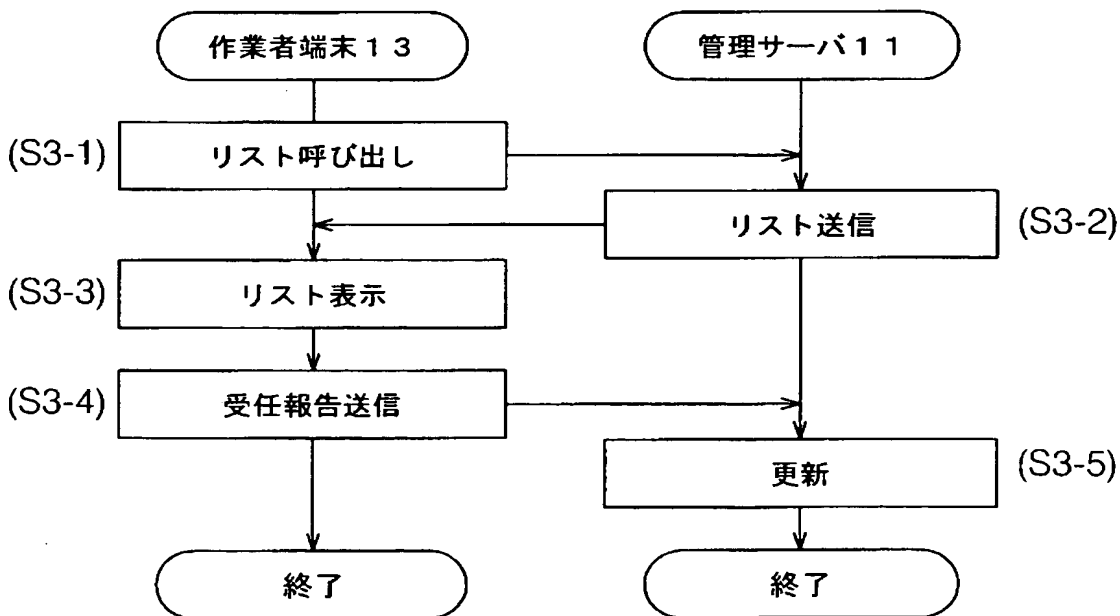 作業者端末１３
管理サーバ１１
(S3-1)
リスト呼び出し
リスト送信
(S3-2)
(S3-3)
リスト表示
(S3-4)
受任報告送信
更新
(S3-5)
終了
終了